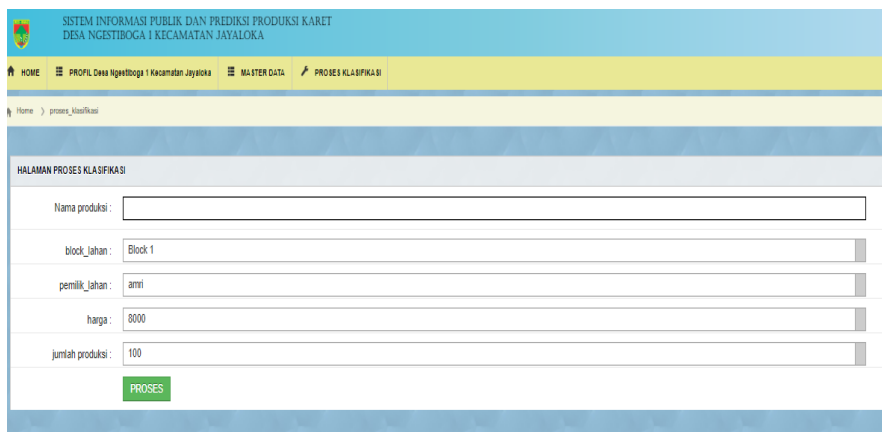 SISTEM INFORMASI PUBLIK DAN PREDIKSI PRODUKSI KARET
DESA NGESTIBOGA I KECAMATAN JAYALOKA
HOME PROFIL Desa Ngestiboga 1 Kecamatan Jayaloka MASTER DATA PROSES KLASIFIKASI
Home > proses_klasifikasi
HALAMAN PROSES KLASIFIKASI
Nama produksi :
block_lahan : Block 1
pemilik_lahan : amri
harga : 8000
jumlah produksi : 100
PROSES